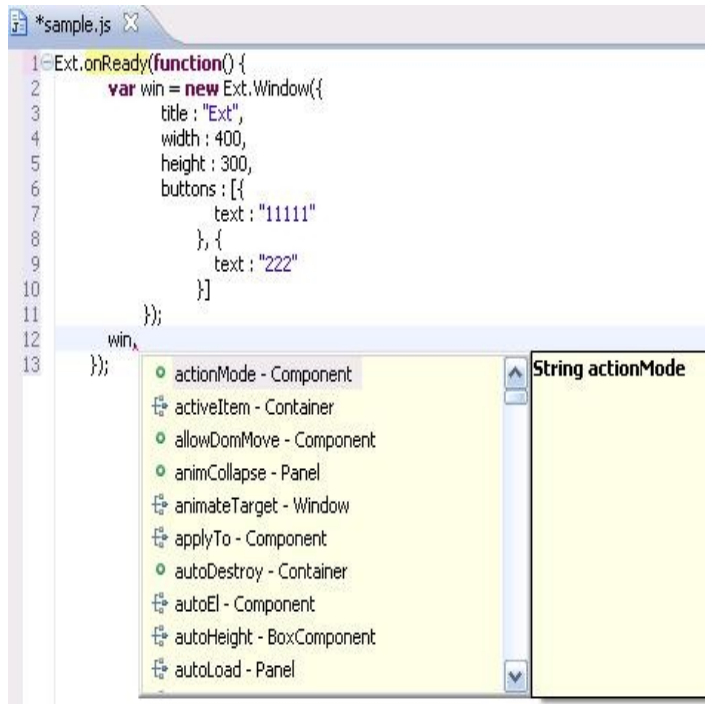 *sample.js
1 Ext.onReady(function() {
2 var win = new Ext.Window({
3 title : "Ext",
4 width : 400,
5 height : 300,
6 buttons : [{
7 text : "11111"
8 }, {
9 text : "222"
10 }]
11 });
12 win.
13 });
actionMode - Component
activeItem - Container
allowDomMove - Component
animCollapse - Panel
animateTarget - Window
applyTo - Component
autoDestroy - Container
autoEl - Component
autoHeight - BoxComponent
autoLoad - Panel
String actionMode